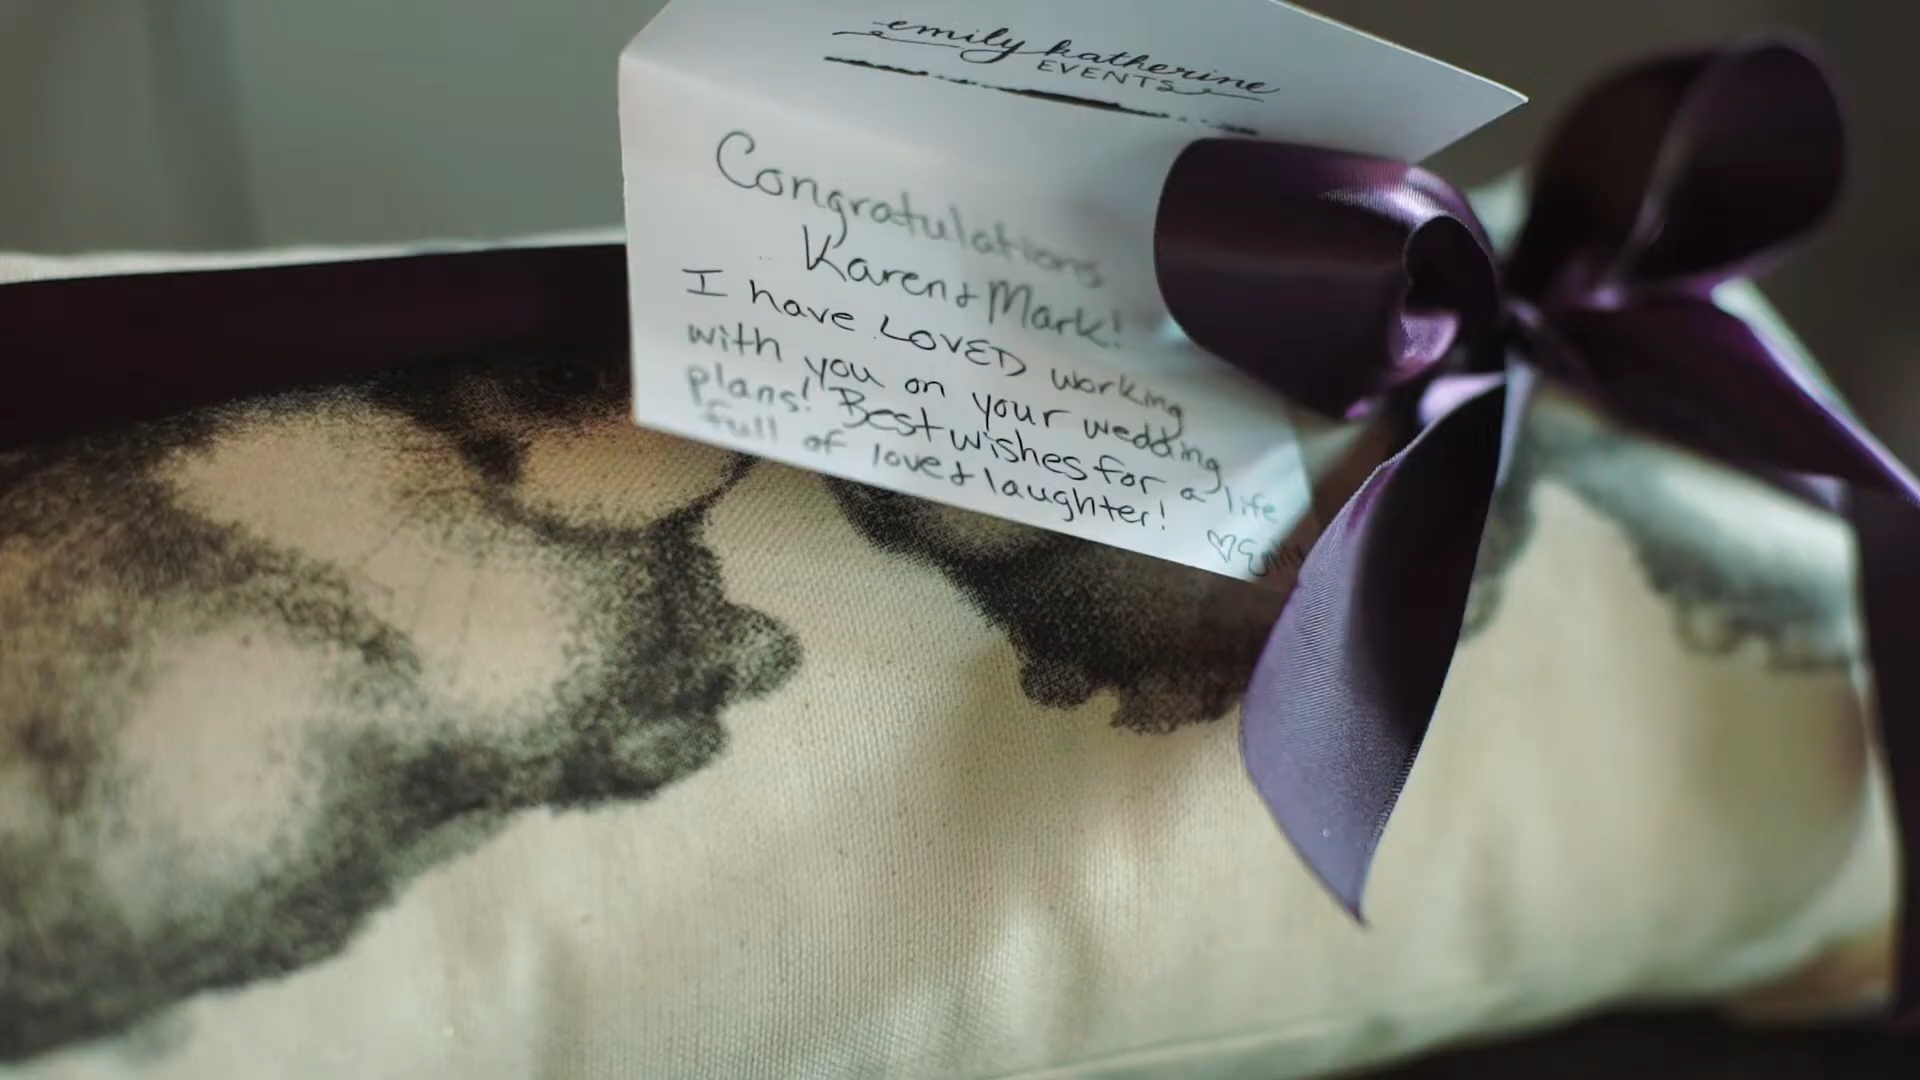 emily katherine
EVENTS
Congratulations
Karen & Mark!
I have LOVED working
with you on your wedding
plans! Best wishes for a life
full of love & laughter!
♡ Emily